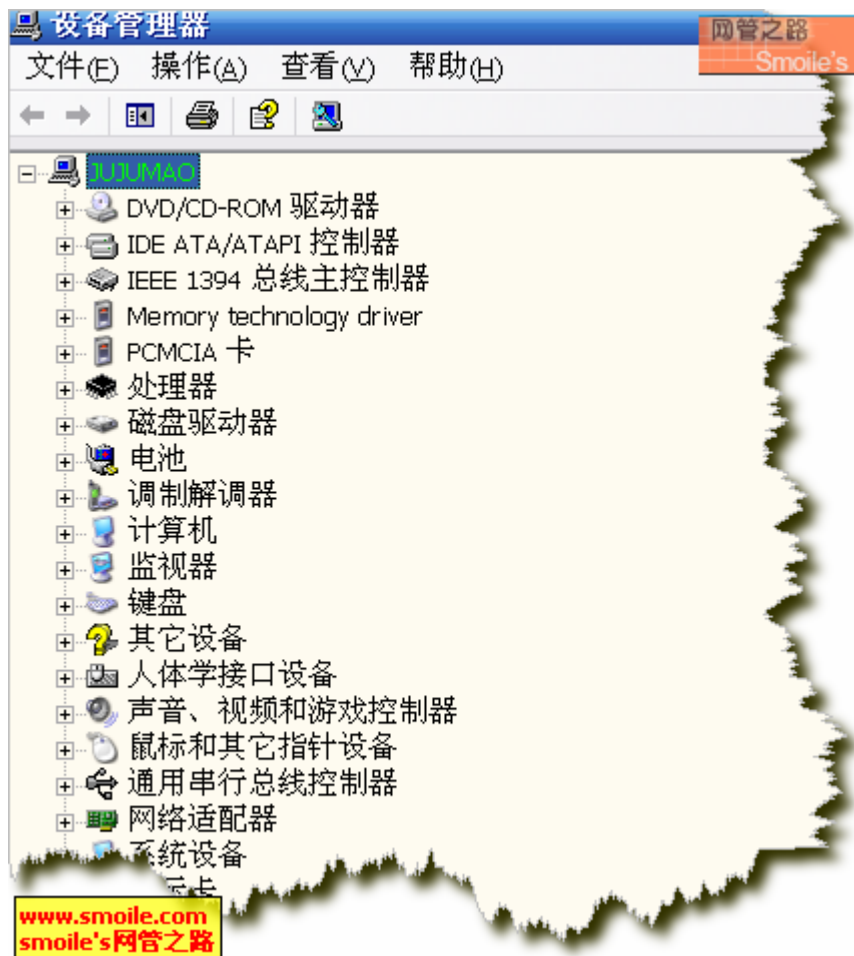 设备管理器
网管之路
Smoile's
文件(E) 操作(A) 查看(V) 帮助(H)
JUJUMAO
DVD/CD-ROM 驱动器
IDE ATA/ATAPI 控制器
IEEE 1394 总线主控制器
Memory technology driver
PCMCIA 卡
处理器
磁盘驱动器
电池
调制解调器
计算机
监视器
键盘
其它设备
人体学接口设备
声音、视频和游戏控制器
鼠标和其它指针设备
通用串行总线控制器
网络适配器
系统设备
示卡
www.smoile.com
smoile's网管之路